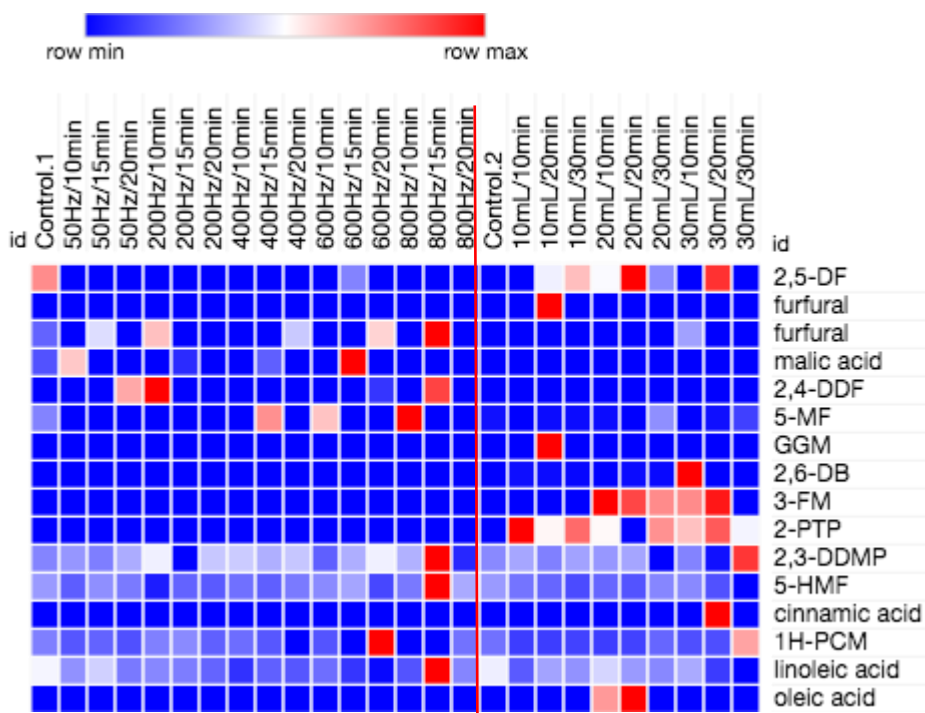 row min row max
id Control.1 50Hz/10min 50Hz/15min 50Hz/20min 200Hz/10min 200Hz/15min 200Hz/20min 400Hz/10min 400Hz/15min 400Hz/20min 600Hz/10min 600Hz/15min 600Hz/20min 800Hz/10min 800Hz/15min 800Hz/20min Control.2 10mL/10min 10mL/20min 10mL/30min 20mL/10min 20mL/20min 20mL/30min 30mL/10min 30mL/20min 30mL/30min id
2,5-DF
furfural
furfural
malic acid
2,4-DDF
5-MF
GGM
2,6-DB
3-FM
2-PTP
2,3-DDMP
5-HMF
cinnamic acid
1H-PCM
linoleic acid
oleic acid